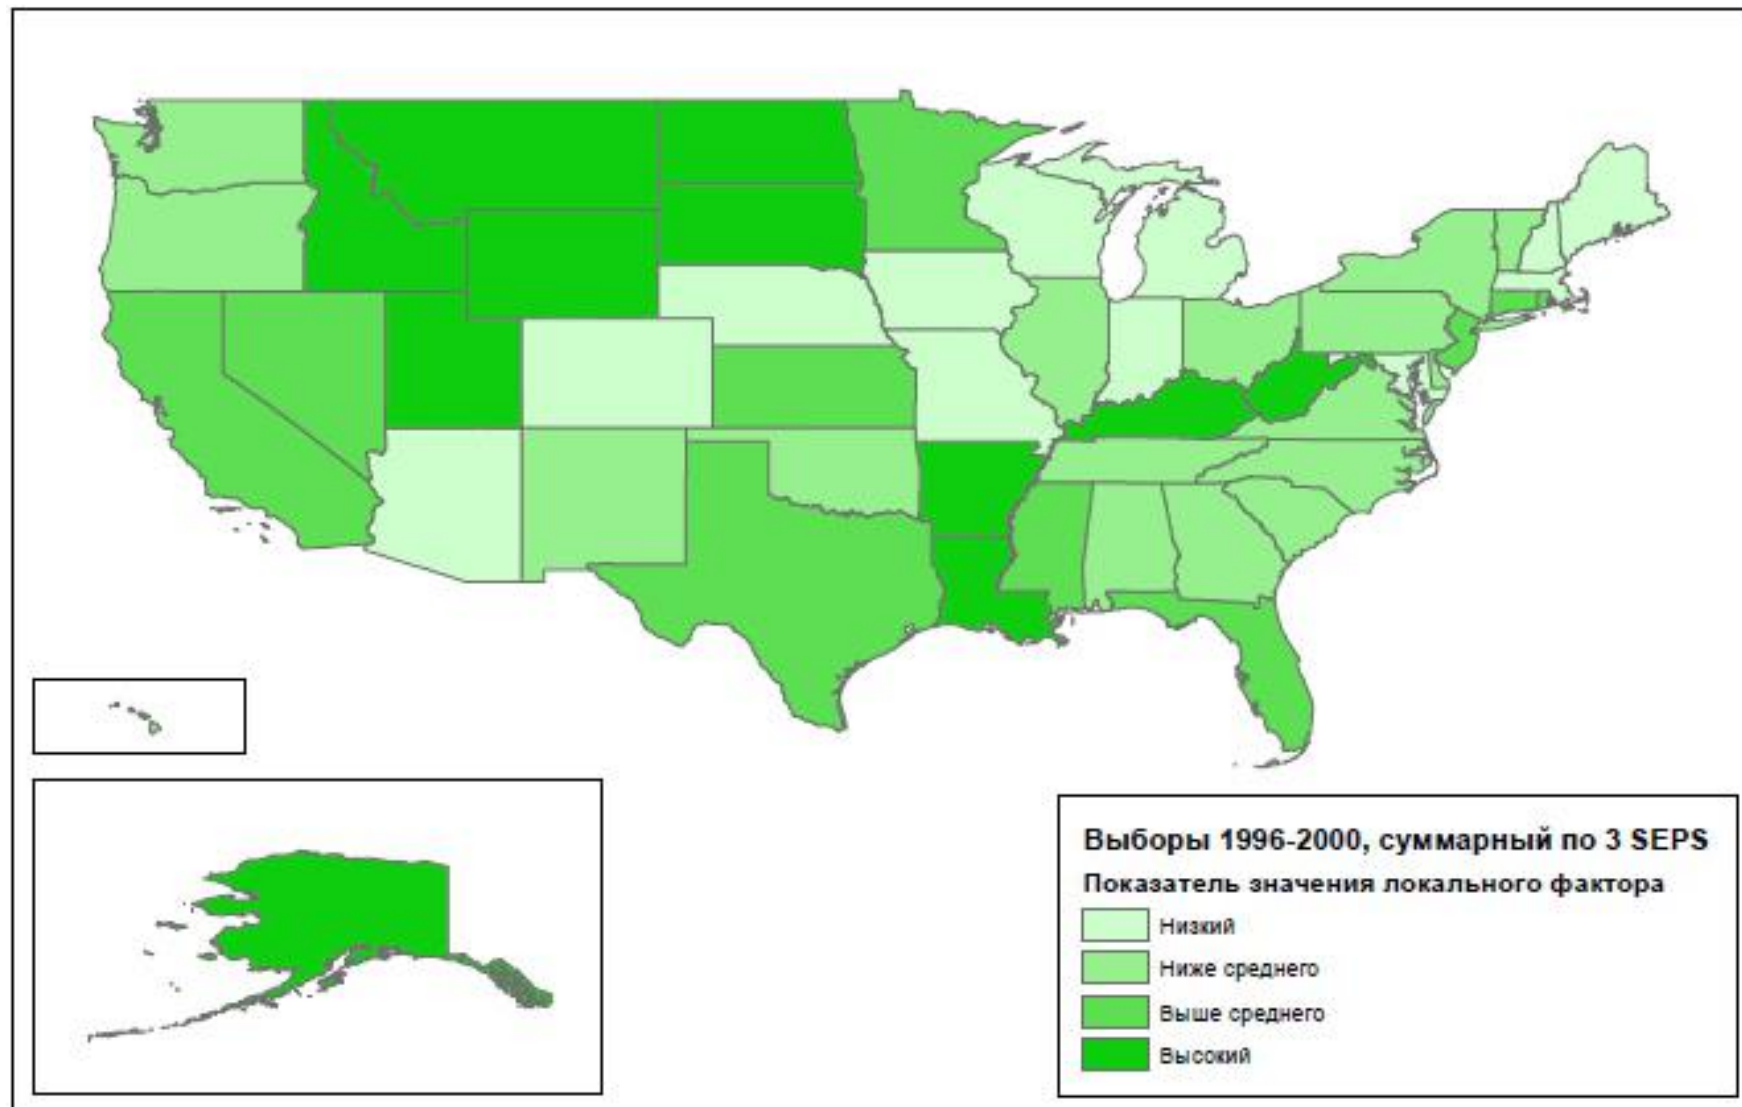 Выборы 1996-2000, суммарный по 3 SEPS
Показатель значения локального фактора
Низкий
Ниже среднего
Выше среднего
Высокий